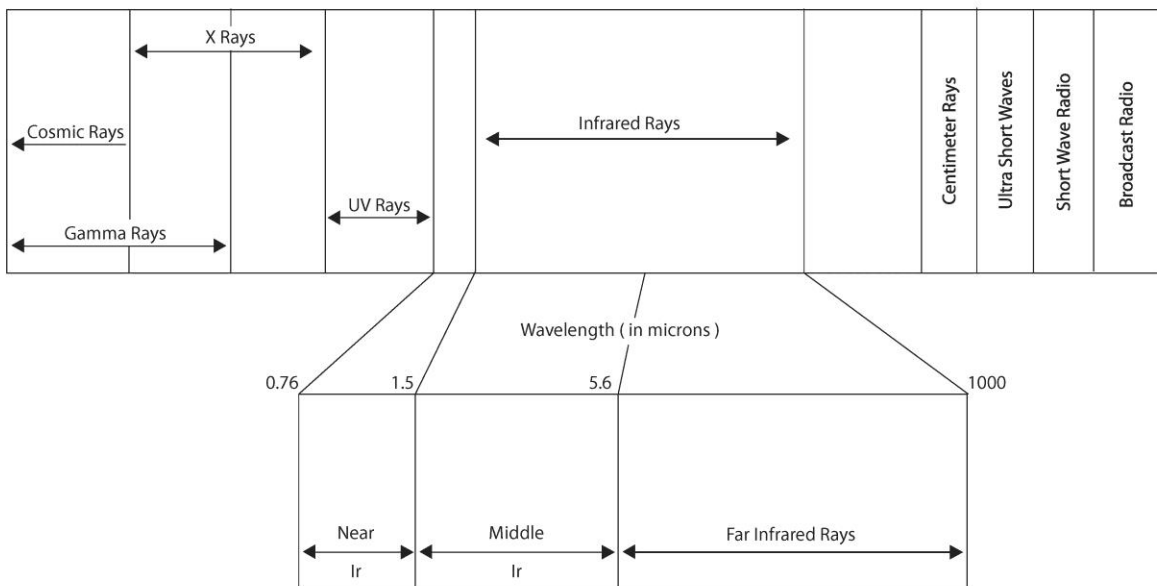 X Rays
Cosmic Rays
Infrared Rays
UV Rays
Gamma Rays
Centimeter Rays
Ultra Short Waves
Short Wave Radio
Broadcast Radio
Wavelength ( in microns )
0.76
1.5
5.6
1000
Near
Ir
Middle
Ir
Far Infrared Rays